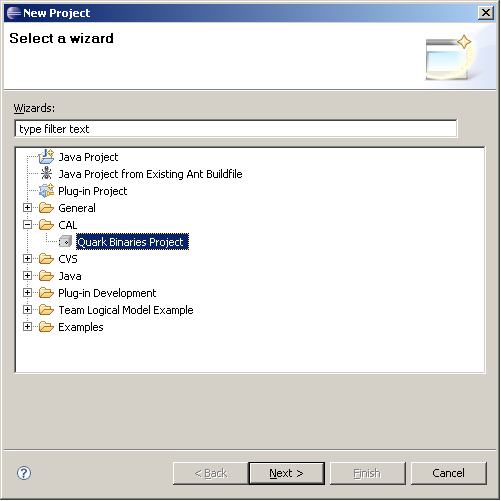 New Project
Select a wizard
Wizards:
type filter text
Java Project
Java Project from Existing Ant Buildfile
Plug-in Project
General
CAL
Quark Binaries Project
CVS
Java
Plug-in Development
Team Logical Model Example
Examples
?
< Back
Next >
Finish
Cancel